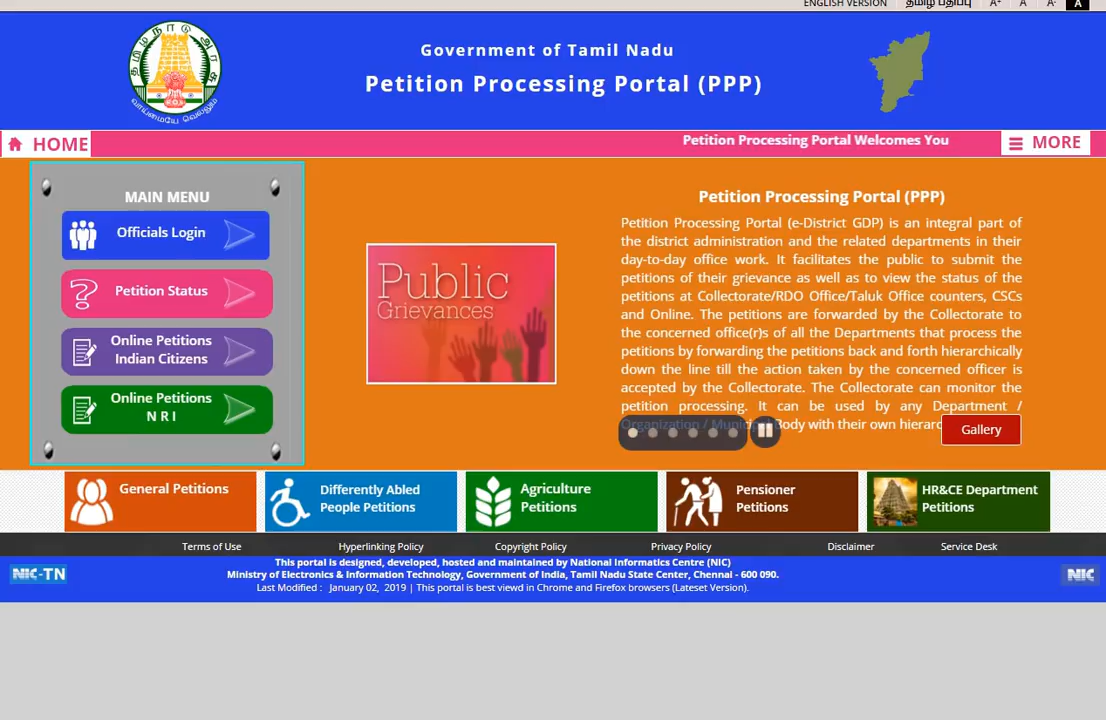 ENGLISH VERSION தமிழ் பதிப்பு A+ A A- A
Government of Tamil Nadu
Petition Processing Portal (PPP)
HOME
Petition Processing Portal Welcomes You
MORE
MAIN MENU
Officials Login
Petition Status
Online Petitions
Indian Citizens
Online Petitions
N R I
Public
Grievances
Petition Processing Portal (PPP)
Petition Processing Portal (e-District GDP) is an integral part of
the district administration and the related departments in their
day-to-day office work. It facilitates the public to submit the
petitions of their grievance as well as to view the status of the
petitions at Collectorate/RDO Office/Taluk Office counters, CSCs
and Online. The petitions are forwarded by the Collectorate to
the concerned office(r)s of all the Departments that process the
petitions by forwarding the petitions back and forth hierarchically
down the line till the action taken by the concerned officer is
accepted by the Collectorate. The Collectorate can monitor the
petition processing. It can be used by any Department /
Organization / Municipal Body with their own hierarc
Gallery
General Petitions
Differently Abled
People Petitions
Agriculture
Petitions
Pensioner
Petitions
HR&CE Department
Petitions
Terms of Use
Hyperlinking Policy
Copyright Policy
Privacy Policy
Disclaimer
Service Desk
NIC-TN
This portal is designed, developed, hosted and maintained by National Informatics Centre (NIC)
Ministry of Electronics & Information Technology, Government of India, Tamil Nadu State Center, Chennai - 600 090.
Last Modified : January 02, 2019 | This portal is best viewd in Chrome and Firefox browsers (Lateset Version).
NIC